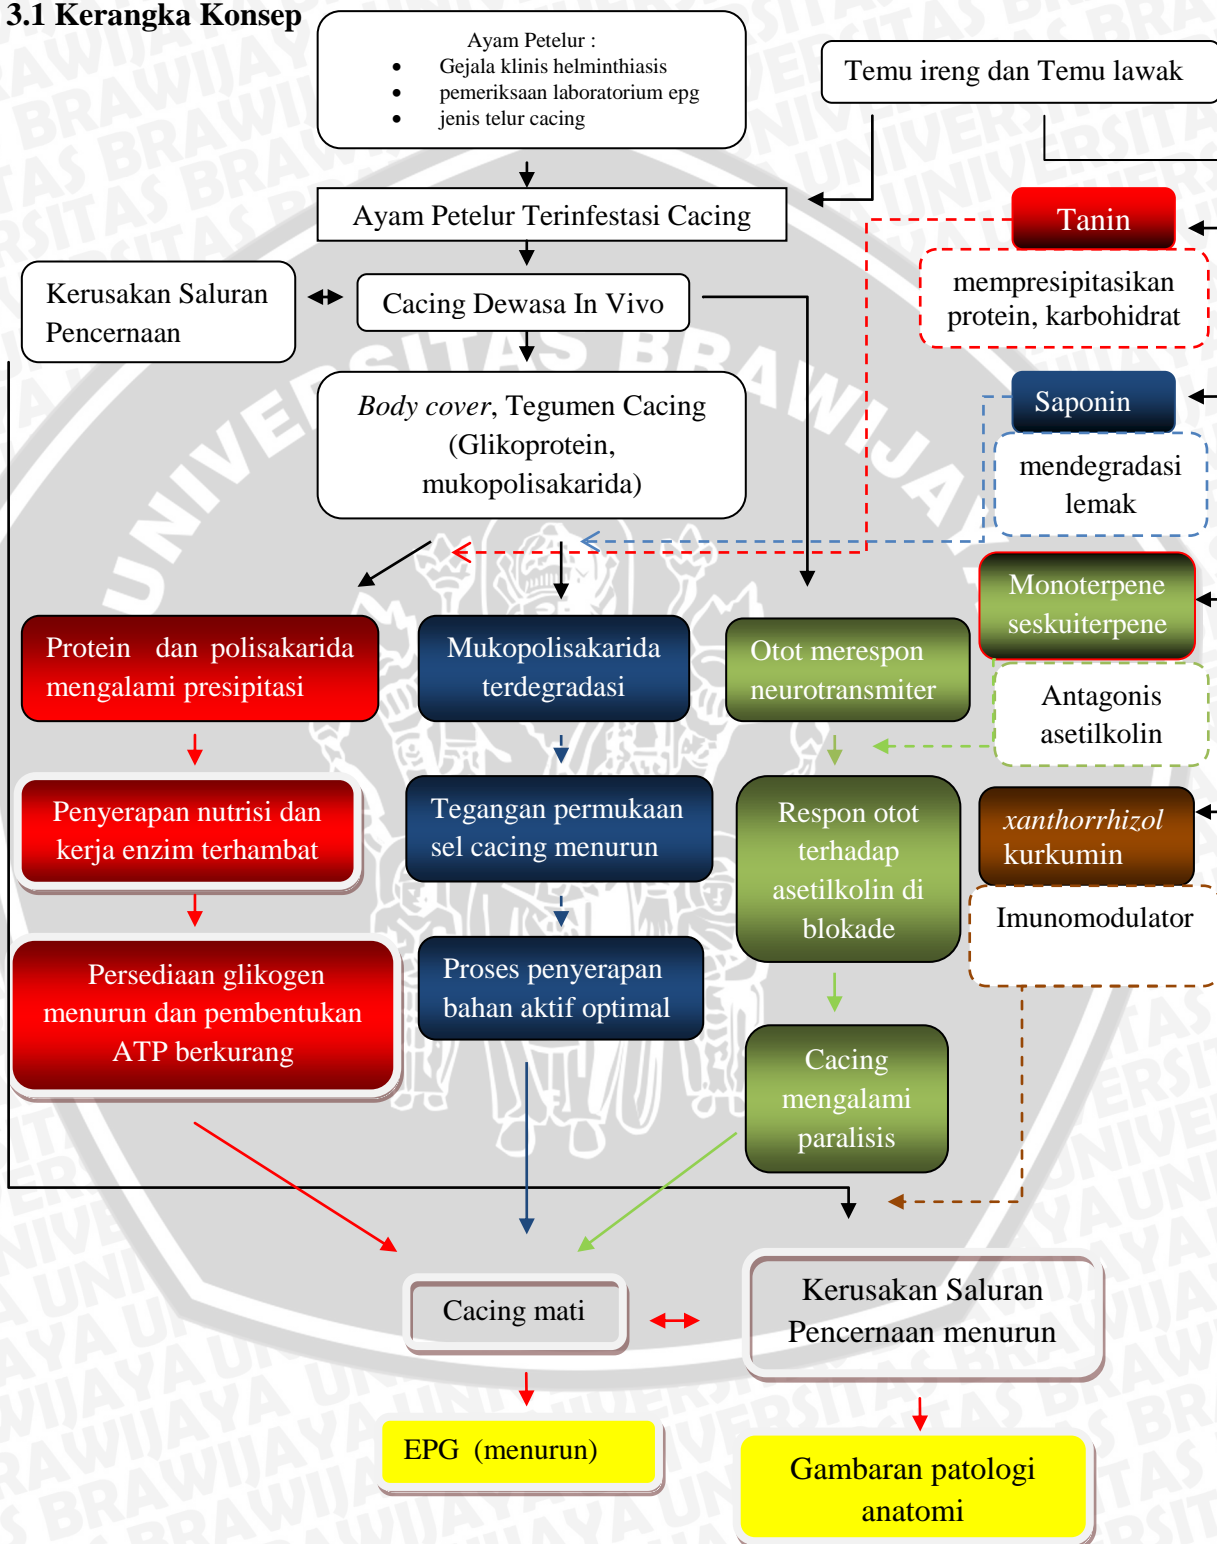 3.1 Kerangka Konsep
Ayam Petelur :
• Gejala klinis helminthiasis
• pemeriksaan laboratorium epg
• jenis telur cacing
Temu ireng dan Temu lawak
Ayam Petelur Terinfestasi Cacing
Tanin
mempresipitasikan
protein, karbohidrat
Kerusakan Saluran
Pencernaan
Cacing Dewasa In Vivo
Body cover, Tegumen Cacing
(Glikoprotein,
mukopolisakarida)
Saponin
mendegradasi
lemak
Monoterpene
seskuiterpene
Antagonis
asetilkolin
Protein dan polisakarida
mengalami presipitasi
Mukopolisakarida
terdegradasi
Otot merespon
neurotransmiter
Penyerapan nutrisi dan
kerja enzim terhambat
Tegangan permukaan
sel cacing menurun
Respon otot
terhadap
asetilkolin di
blokade
xanthorrhizol
kurkumin
Imunomodulator
Persediaan glikogen
menurun dan pembentukan
ATP berkurang
Proses penyerapan
bahan aktif optimal
Cacing
mengalami
paralisis
Cacing mati
Kerusakan Saluran
Pencernaan menurun
EPG (menurun)
Gambaran patologi
anatomi
UNIVERSITAS BRAWIJAYA